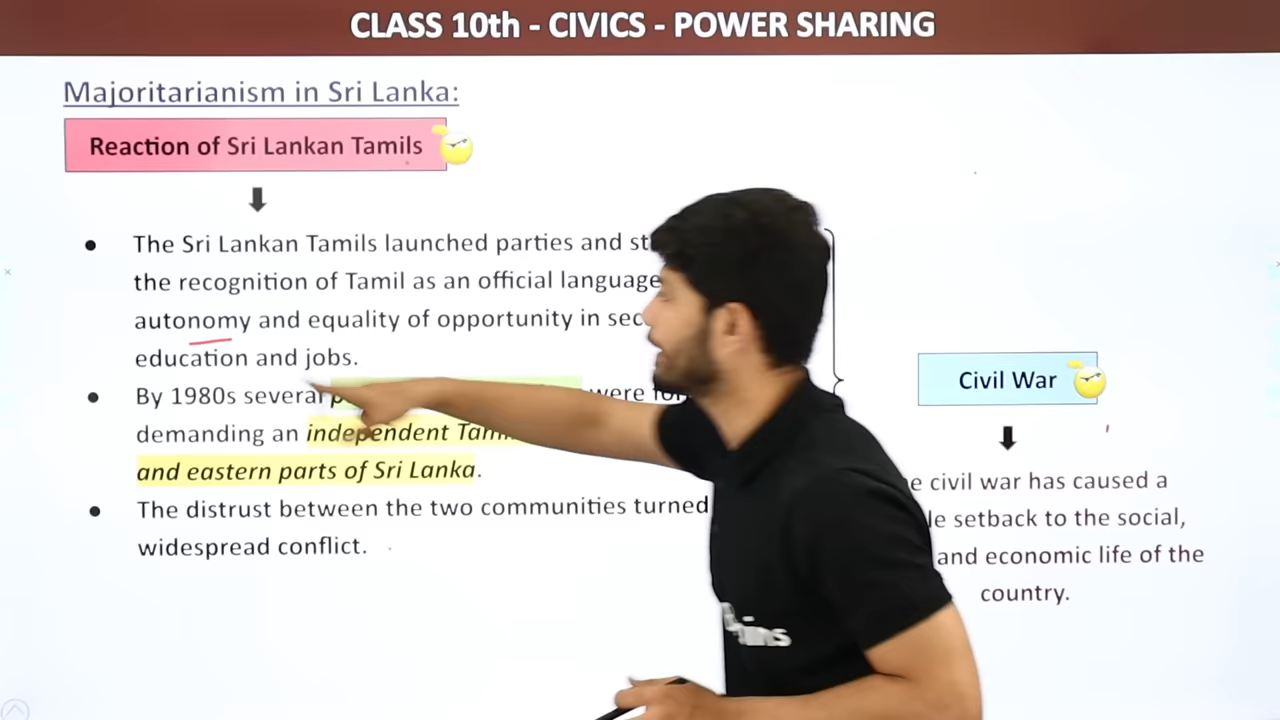 CLASS 10th - CIVICS - POWER SHARING
Majoritarianism in Sri Lanka:
Reaction of Sri Lankan Tamils
● The Sri Lankan Tamils launched parties and
the recognition of Tamil as an official language
autonomy and equality of opportunity in
education and jobs.
● By 1980s several were
demanding an independent
and eastern parts of Sri Lanka.
● The distrust between the two communities turned
widespread conflict.
Civil War
civil war has caused a
setback to the social,
and economic life of the
country.